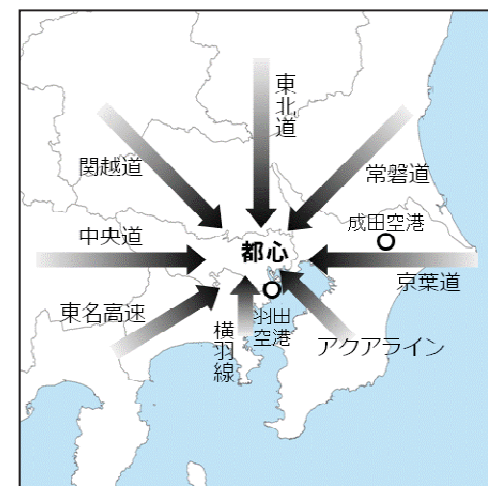 東北道
関越道
常磐道
成田空港
中央道
都心
京葉道
東名高速
羽田
空港
横羽線
アクアライン